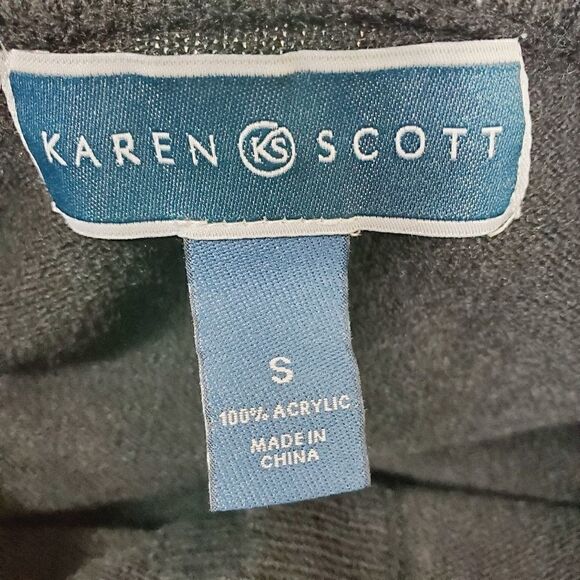 KAREN KS SCOTT
S
100% ACRYLIC
MADE IN
CHINA